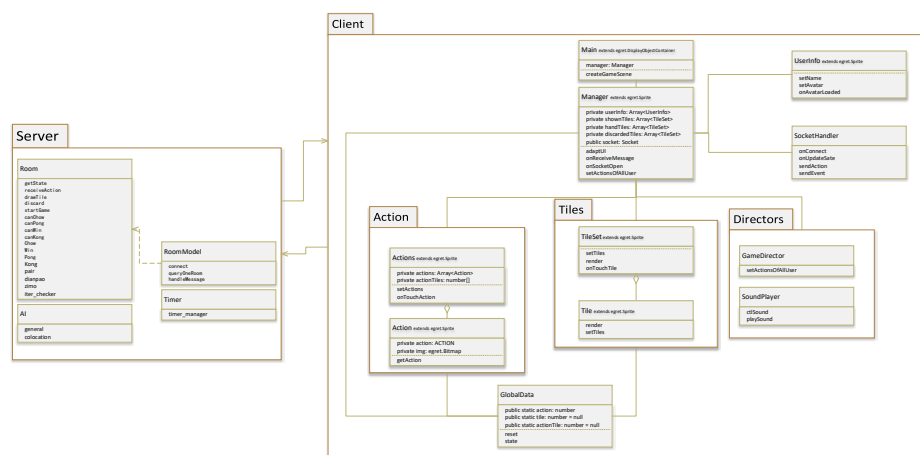 Client
Main extends egret.DisplayObjectContainer
manager: Manager
createGameScene
Manager extends egret.Sprite
private userInfo: Array<UserInfo>
private shownTiles: Array<TileSet>
private handTiles: Array<TileSet>
private discardedTiles: Array<TileSet>
public socket: Socket
adaptUI
onReceiveMessage
onSocketOpen
setActionsOfAllUser
UserInfo extends egret.Sprite
setName
setAvatar
onAvatarLoaded
SocketHandler
onConnect
onUpdateSate
sendAction
sendEvent
Server
Room
getState
receiveAction
drawTile
discard
startGame
canChow
canPong
canWin
canKong
Chow
Win
Pong
Kong
pair
dianpao
zimo
iter_checker
AI
general
colocation
RoomModel
connect
queryOneRoom
handleMessage
Timer
timer_manager
Action
Actions extends egret.Sprite
private actions: Array<Action>
private actionTiles: number[]
setActions
onTouchAction
Action extends egret.Sprite
private action: ACTION
private img: egret.Bitmap
getAction
Tiles
TileSet extends egret.Sprite
setTiles
render
onTouchTile
Tile extends egret.Sprite
render
setTiles
Directors
GameDirector
setActionsOfAllUser
SoundPlayer
ctlSound
playSound
GlobalData
public static action: number
public static tile: number = null
public static actionTile: number = null
reset
state